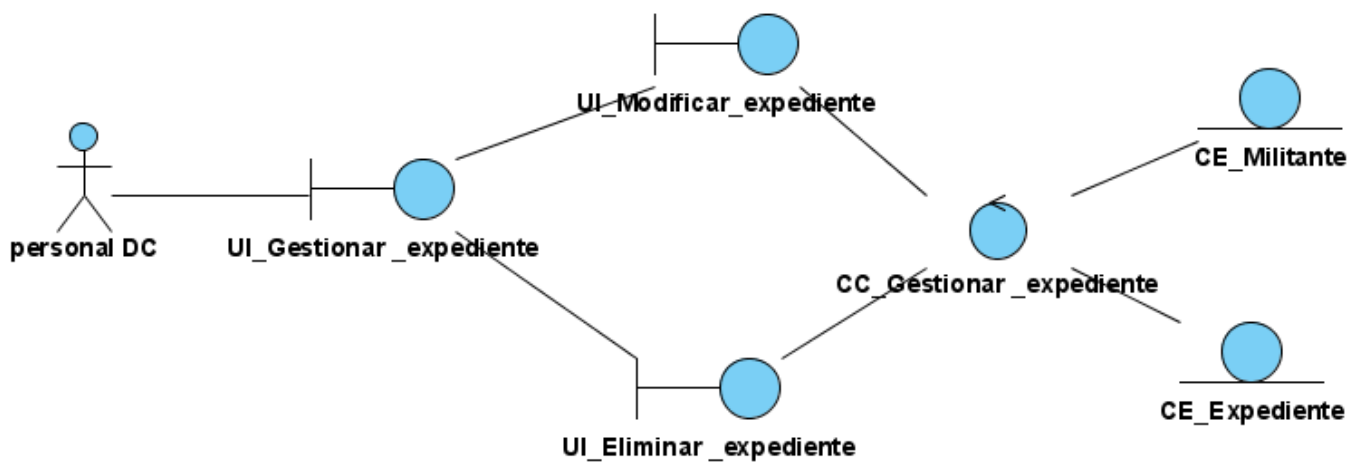 UI_Modificar_expediente
CE_Militante
personal DC
UI_Gestionar _expediente
CC_Gestionar _expediente
CE_Expediente
UI_Eliminar _expediente